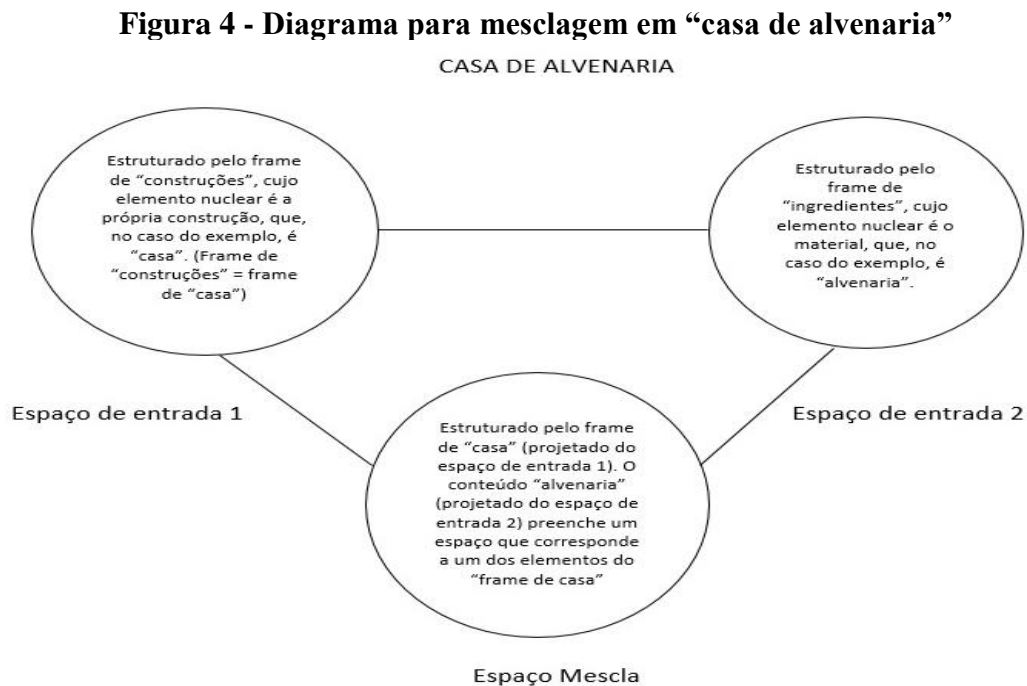 Figura 4 - Diagrama para mesclagem em “casa de alvenaria”
CASA DE ALVENARIA
Estruturado pelo frame
de “construções”, cujo
elemento nuclear é a
própria construção, que,
no caso do exemplo, é
“casa”. (Frame de
“construções” = frame
de “casa”)
Estruturado pelo
frame de
“ingredientes”, cujo
elemento nuclear é o
material, que, no
caso do exemplo, é
“alvenaria”.
Espaço de entrada 1
Espaço de entrada 2
Estruturado pelo frame
de “casa” (projetado do
espaço de entrada 1). O
conteúdo “alvenaria”
(projetado do espaço de
entrada 2) preenche um
espaço que corresponde
a um dos elementos do
“frame de casa”
Espaço Mescla